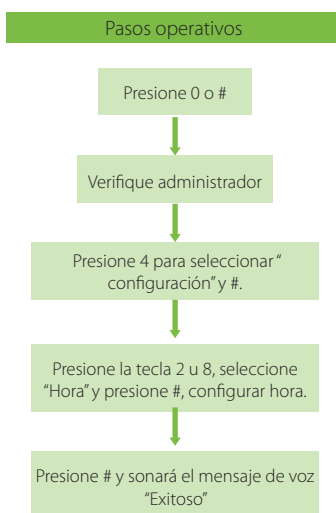 Pasos operativos
Presione 0 o #
Verifique administrador
Presione 4 para seleccionar “
configuración” y #.
Presione la tecla 2 u 8, seleccione
“Hora” y presione #, configurar hora.
Presione # y sonará el mensaje de voz
“Exitoso”